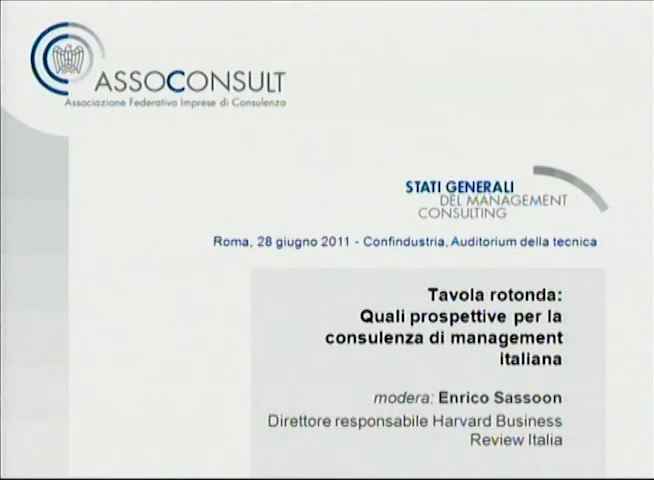 ASSOCONSULT
Associazione Federativa Imprese di Consulenza
STATI GENERALI
DEL MANAGEMENT
CONSULTING
Roma, 28 giugno 2011 - Confindustria, Auditorium della tecnica
Tavola rotonda:
Quali prospettive per la
consulenza di management
italiana
modera: Enrico Sassoon
Direttore responsabile Harvard Business
Review Italia